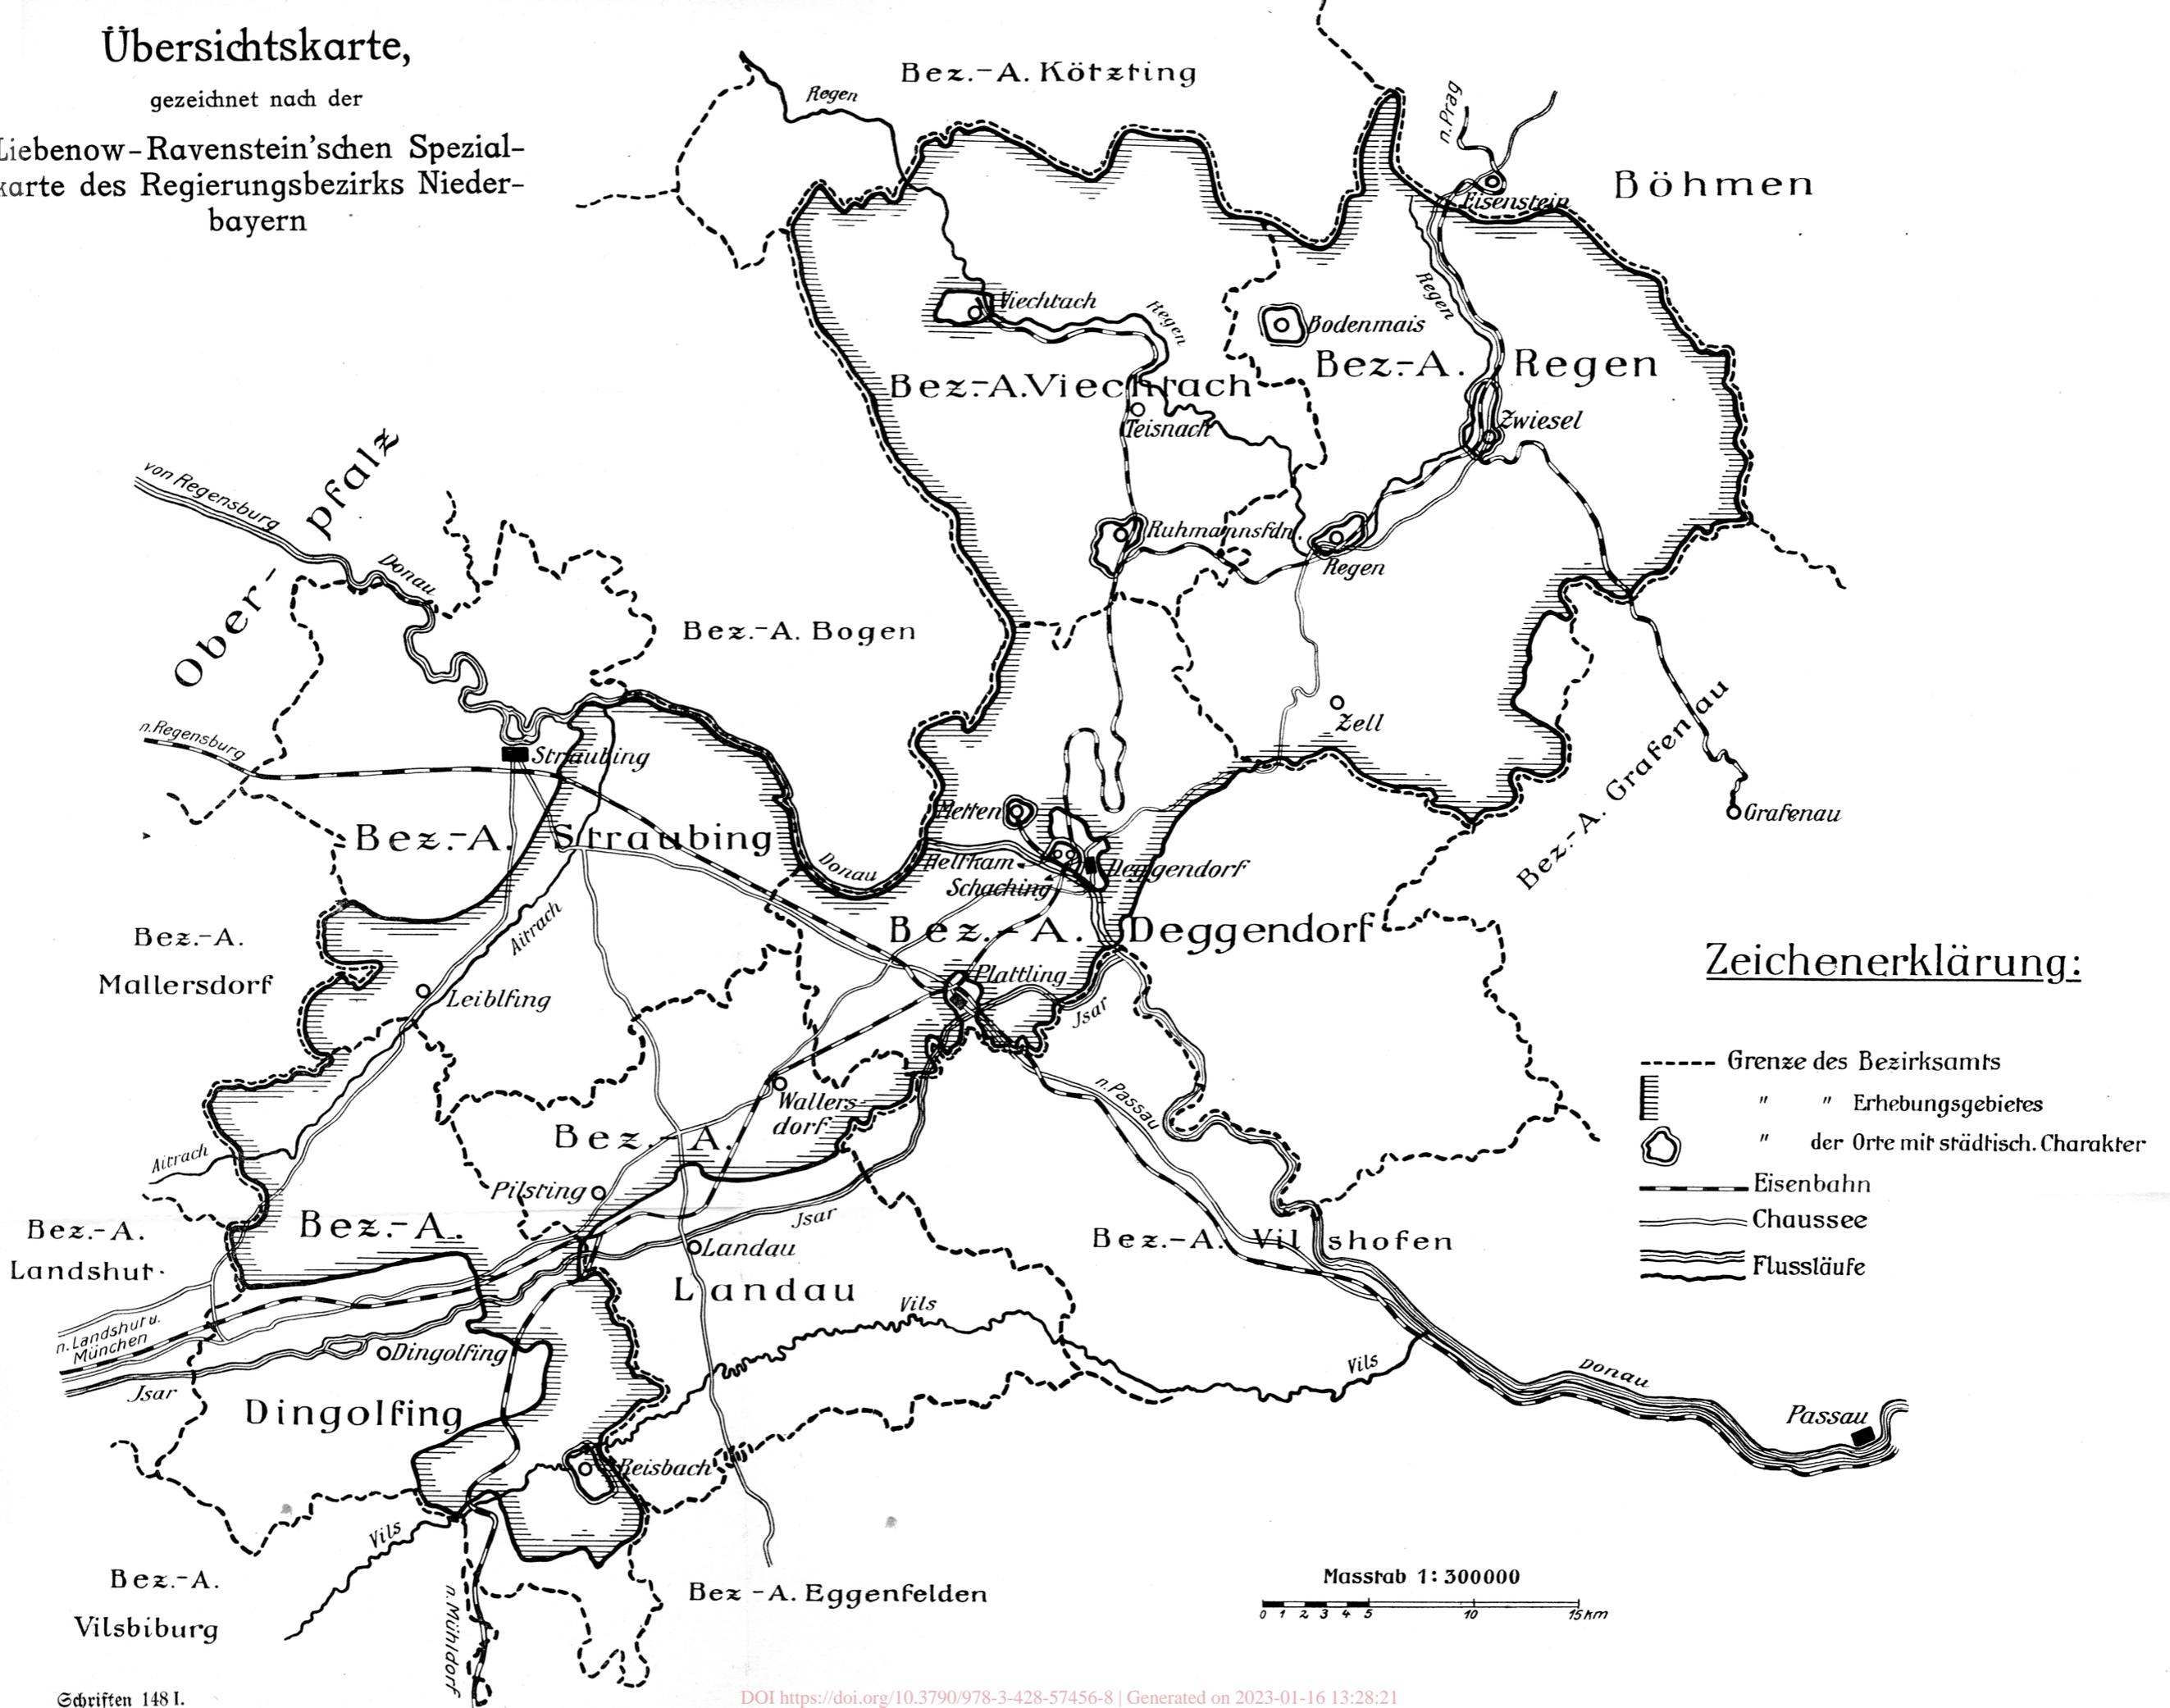 Übersichtskarte,
gezeichnet nach der
Liebenow-Ravenstein'schen Spezial-
karte des Regierungsbezirks Nieder-
bayern
Bez.-A. Kötzting
Regen
n. Prag
Eisenstein
Böhmen
Viechtach
Regen
Regen
Bodenmais
Bez.-A. Regen
Bez.-A. Viechtach
Teisnach
Zwiesel
von Regensburg
Ober-
pfalz
Donau
Ruhmannsfdn.
Regen
Bez.-A. Bogen
Zell
n. Regensburg
Straubing
Bez.-A. Grafenau
Grafenau
Metten
Bez.-A. Straubing
Donau
Helfkam
Schaching
Deggendorf
Bez.-A. Deggendorf
Aitrach
Bez.-A.
Mallersdorf
Leiblfing
Plattling
Jsar
Zeichenerklärung:
Grenze des Bezirksamts
" " Erhebungsgebietes
" der Orte mit städtisch. Charakter
Eisenbahn
Chaussee
Flussläufe
n. Passau
Wallers-
dorf
Bez.-A.
Landau
Aitrach
Pilsting
Jsar
Landau
Bez.-A.
Landshut.
Bez.-A.
Dingolfing
Bez.-A. Vilshofen
n. Landshut u.
München
Jsar
Dingolfing
Vils
Vils
Donau
Passau
Reisbach
Vils
Bez.-A.
Vilsbiburg
n. Mühldorf
Bez-A. Eggenfelden
Masstab 1:300000
0 1 2 3 4 5 10 15 km
Schriften 148 I.
DOI https://doi.org/10.3790/978-3-428-57456-8 | Generated on 2023-01-16 13:28:21